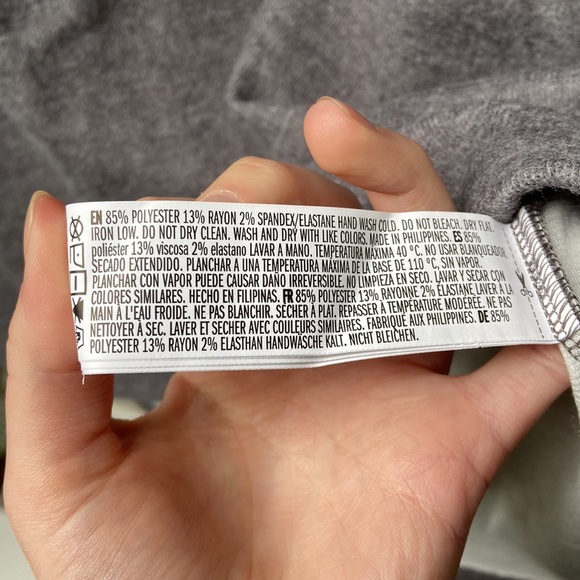 EN 85% POLYESTER 13% RAYON 2% SPANDEX/ELASTANE HAND WASH COLD. DO NOT BLEACH. DRY FLAT.
IRON LOW. DO NOT DRY CLEAN. WASH AND DRY WITH LIKE COLORS. MADE IN PHILIPPINES. ES 85%
poliéster 13% viscosa 2% elastano LAVAR A MANO. TEMPERATURA MÁXIMA 40 °C. NO USAR BLANQUEADOR.
SECADO EXTENDIDO. PLANCHAR A UNA TEMPERATURA MÁXIMA DE LA BASE DE 110 ºC, SIN VAPOR.
PLANCHAR CON VAPOR PUEDE CAUSAR DAÑO IRREVERSIBLE. NO LIMPIEZA EN SECO. LAVAR Y SECAR CON
COLORES SIMILARES. HECHO EN FILIPINAS. FR 85% POLYESTER 13% RAYONNE 2% ELASTANE LAVER A LA
MAIN À L'EAU FROIDE. NE PAS BLANCHIR. SÉCHER À PLAT. REPASSER À TEMPÉRATURE MODÉRÉE. NE PAS
NETTOYER À SEC. LAVER ET SECHER AVEC COULEURS SIMILAIRES. FABRIQUÉ AUX PHILIPPINES. DE 85%
POLYESTER 13% RAYON 2% ELASTHAN HANDWÄSCHE KALT. NICHT BLEICHEN.